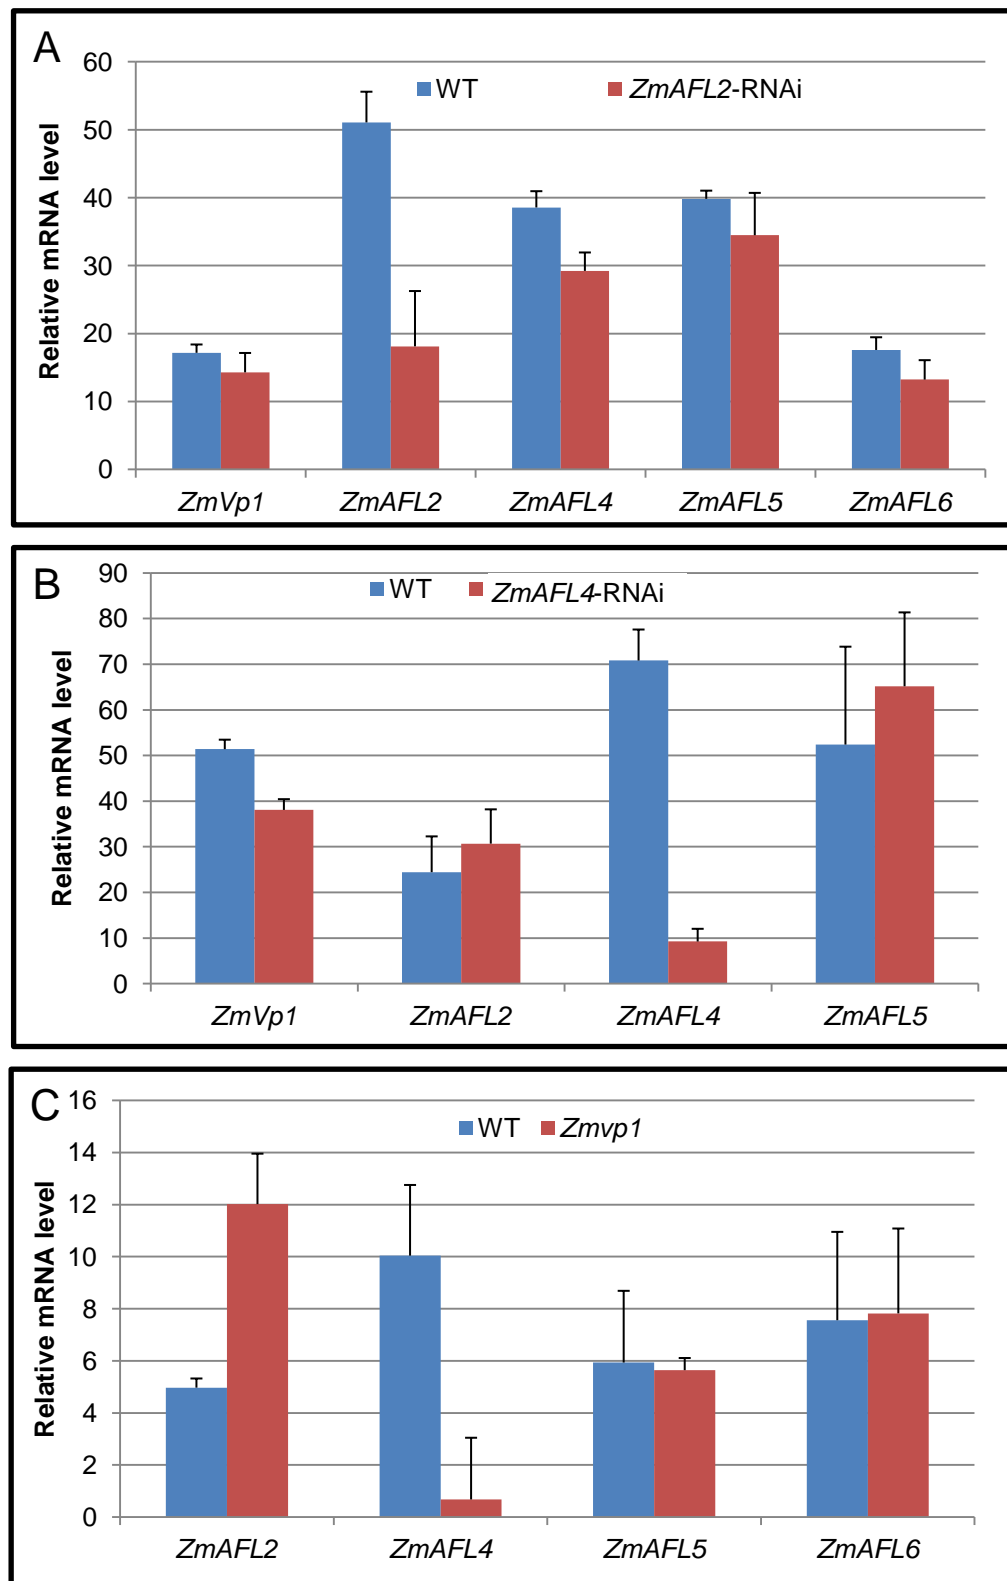 A
60
50
40
30
20
10
0
Relative mRNA level
WT ZmAFL2-RNAi
ZmVp1 ZmAFL2 ZmAFL4 ZmAFL5 ZmAFL6
B
90
80
70
60
50
40
30
20
10
0
Relative mRNA level
WT ZmAFL4-RNAi
ZmVp1 ZmAFL2 ZmAFL4 ZmAFL5
C
16
14
12
10
8
6
4
2
0
Relative mRNA level
WT Zmvp1
ZmAFL2 ZmAFL4 ZmAFL5 ZmAFL6